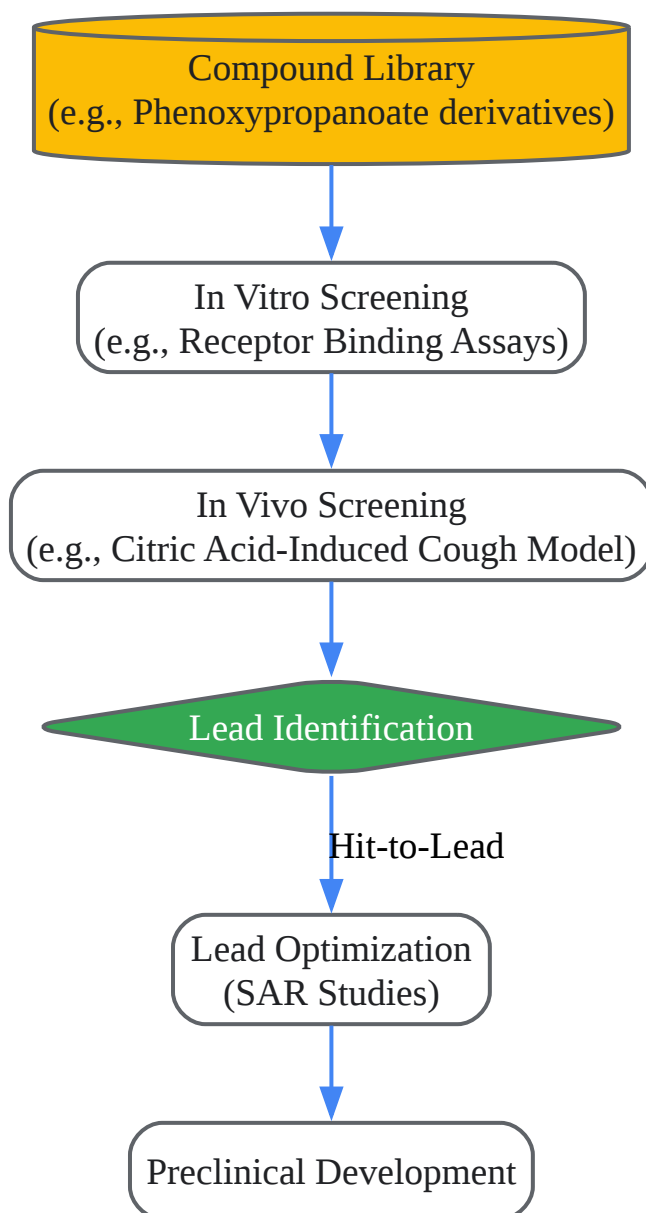 Compound Library
(e.g., Phenoxypropanoate derivatives)
In Vitro Screening
(e.g., Receptor Binding Assays)
In Vivo Screening
(e.g., Citric Acid-Induced Cough Model)
Lead Identification
Hit-to-Lead
Lead Optimization
(SAR Studies)
Preclinical Development